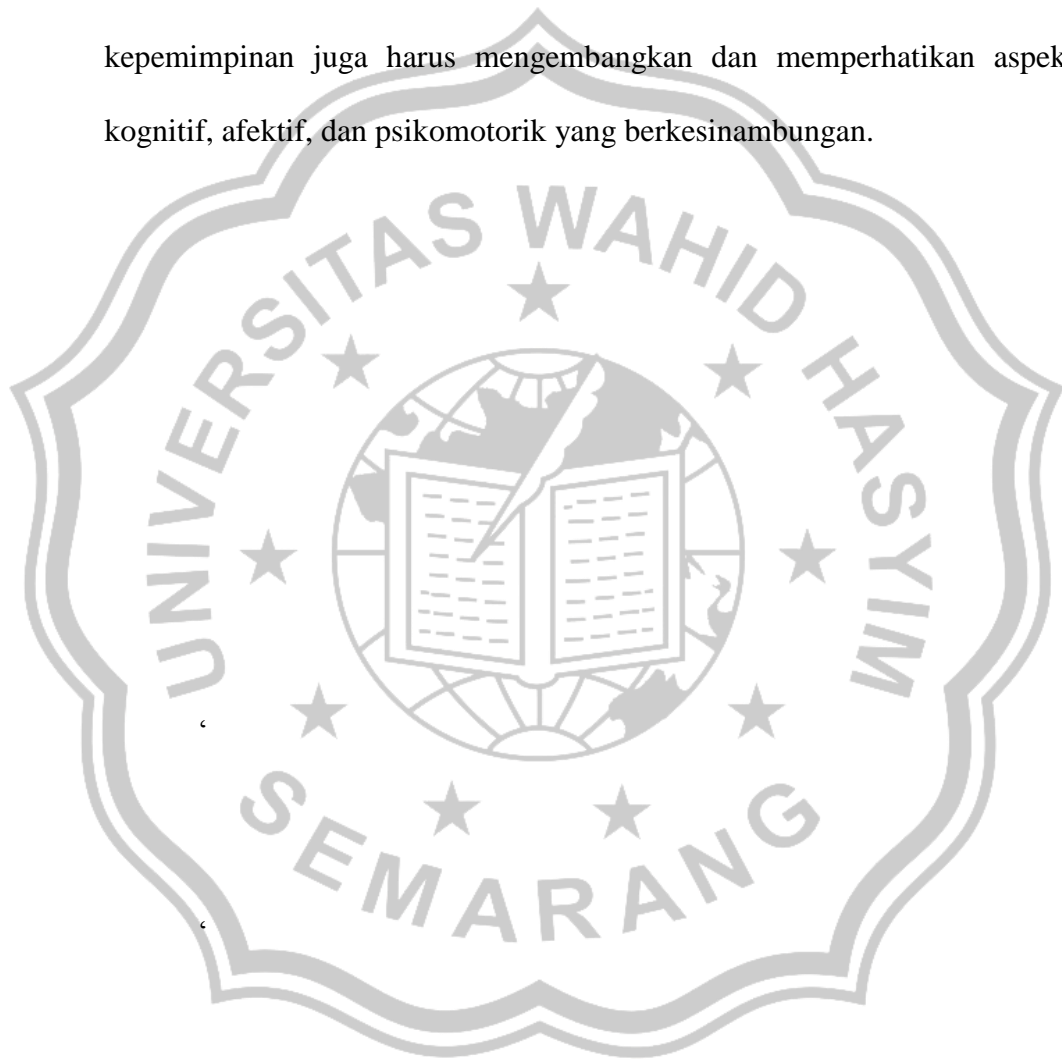 kepemimpinan juga harus mengembangkan dan memperhatikan aspek
kognitif, afektif, dan psikomotorik yang berkesinambungan.
UNIVERSITAS WAHID HASYIM
SEMARANG
‘
‘